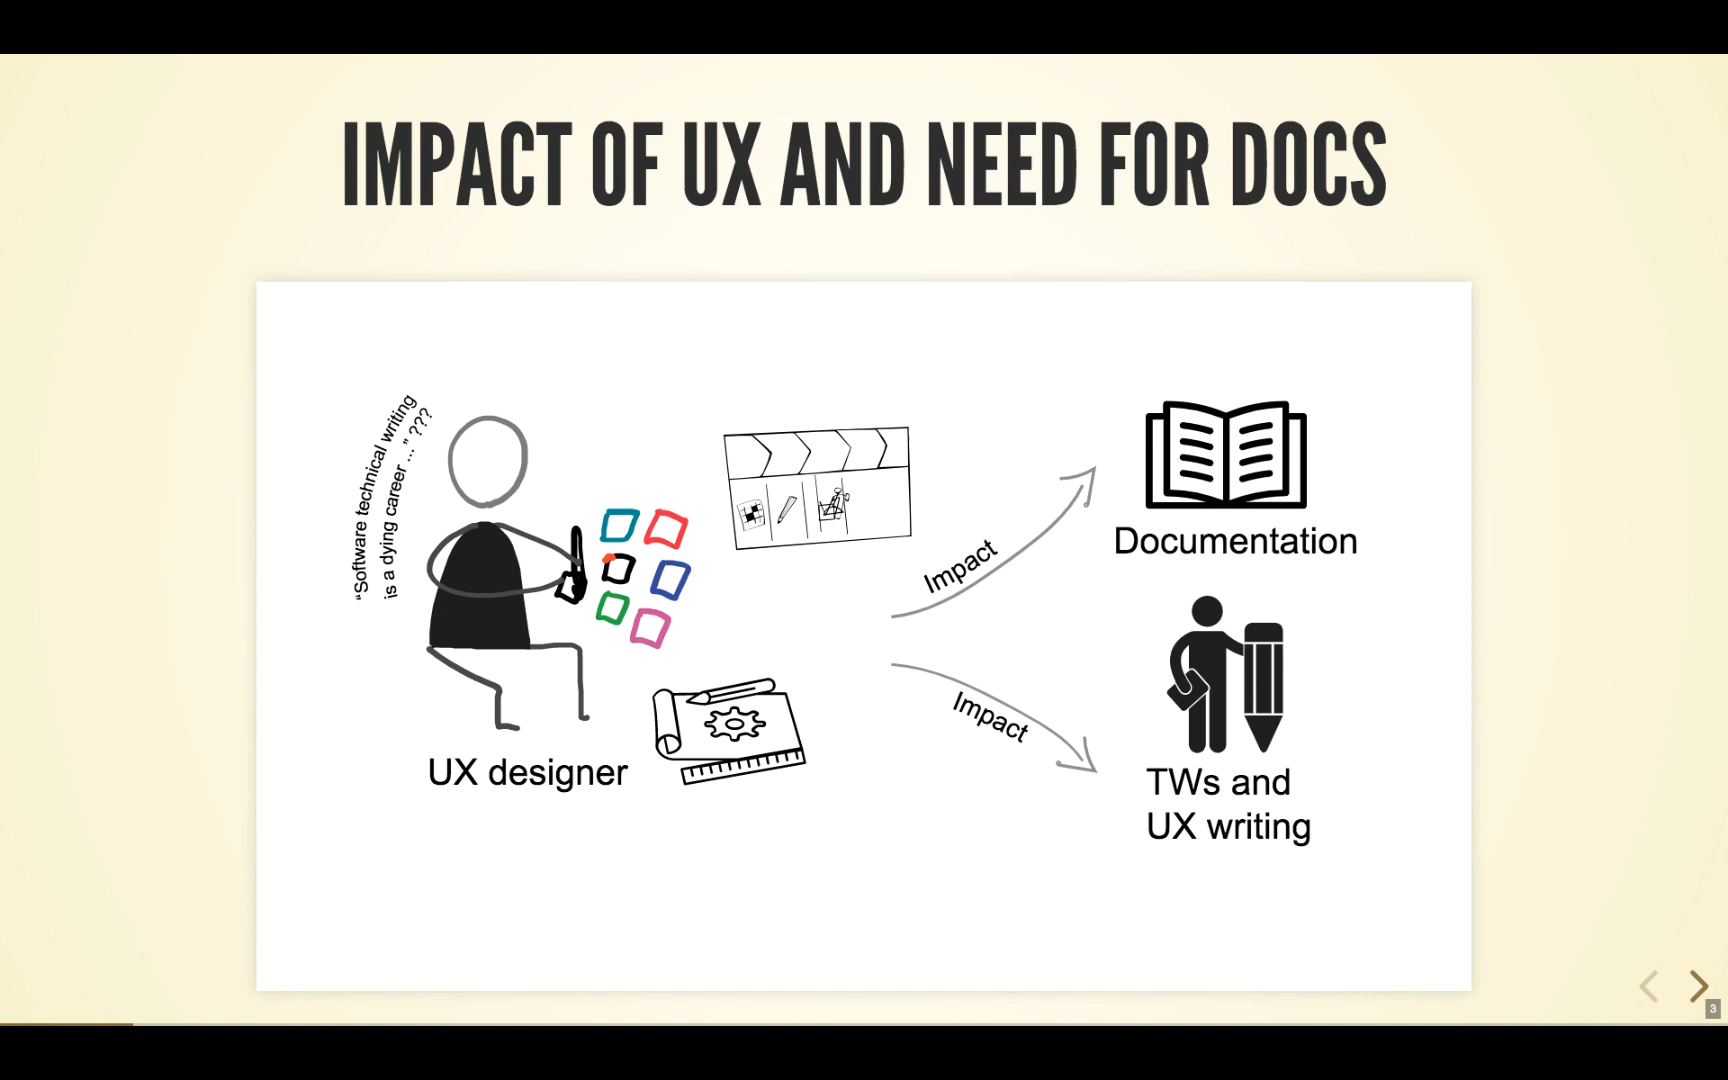 IMPACT OF UX AND NEED FOR DOCS
“Software technical writing
is a dying career ...” ???
UX designer
Impact
Documentation
Impact
TWs and
UX writing
3